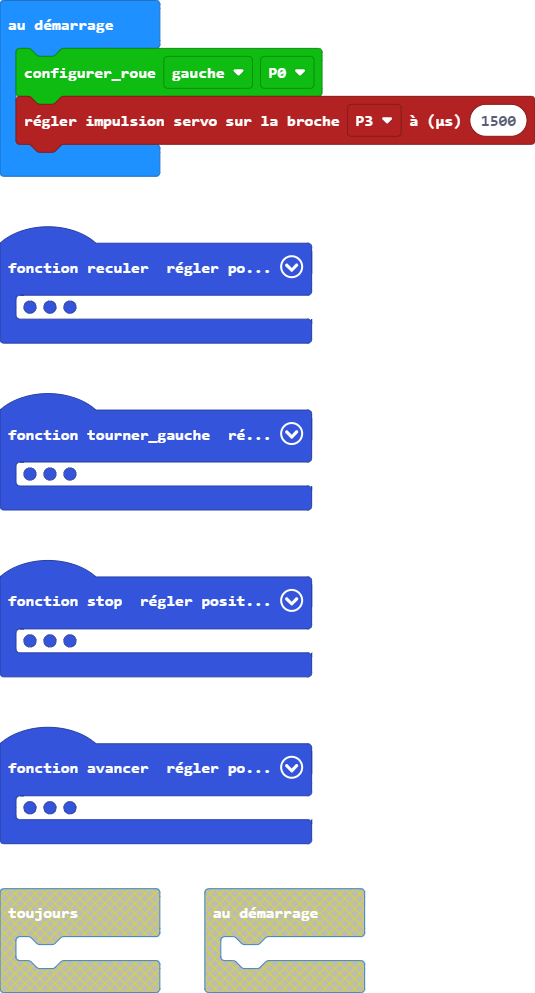 au démarrage
configurer_roue gauche P0
régler impulsion servo sur la broche P3 à (µs) 1500
fonction reculer régler po...
fonction tourner_gauche ré...
fonction stop régler posit...
fonction avancer régler po...
toujours au démarrage